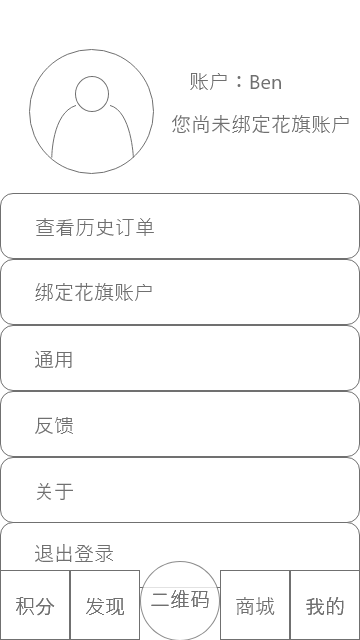 账户：Ben
您尚未绑定花旗账户
查看历史订单
绑定花旗账户
通用
反馈
关于
退出登录
积分
发现
二维码
商城
我的